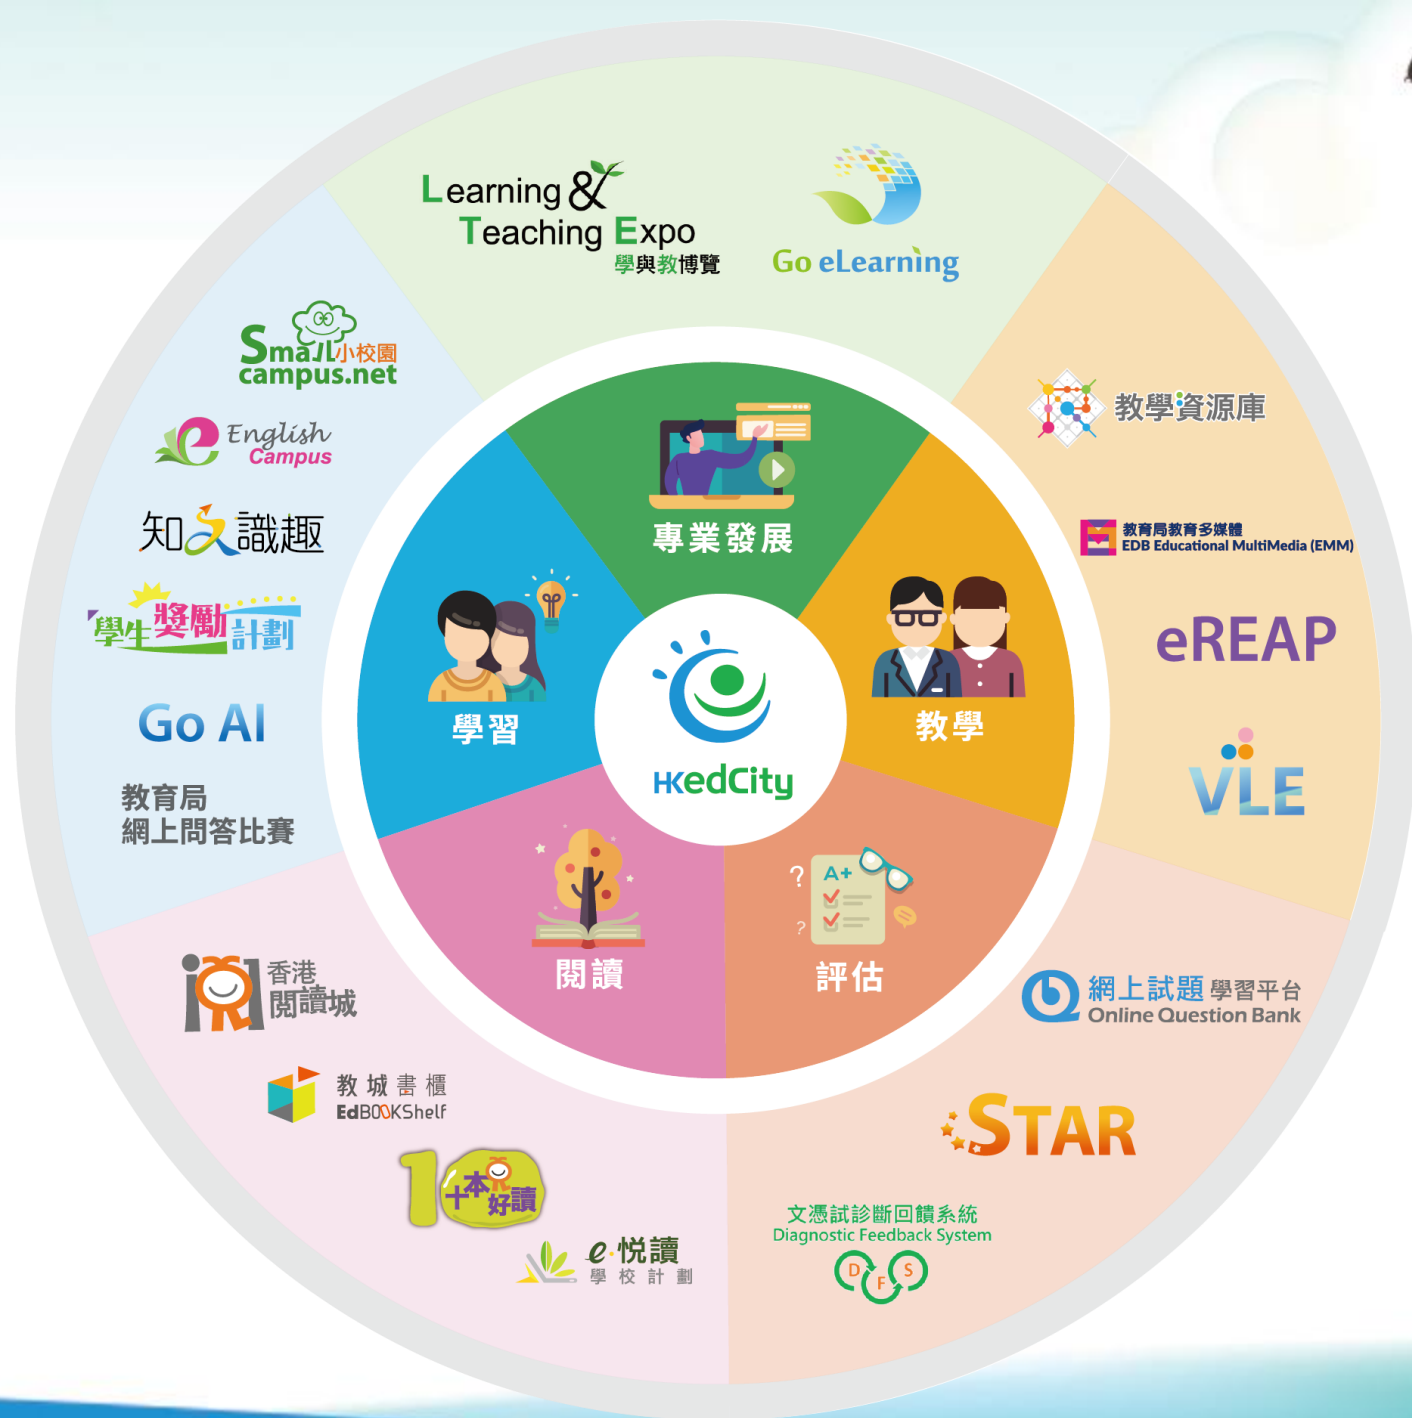 Learning &
Teaching Expo
學與教博覽
Go eLearning
教學資源庫
教育局教育多媒體
EDB Educational MultiMedia (EMM)
eREAP
VLE
網上試題 學習平台
Online Question Bank
STAR
文憑試診斷回饋系統
Diagnostic Feedback System
D F S
e·悅讀
學校計劃
10
十本好讀
教城書櫃
EdBOOKShelf
香港
閱讀城
教育局
網上問答比賽
Go AI
學生獎勵計劃
知文識趣
e English
Campus
Small小校園
campus.net
專業發展
教學
A+
評估
閱讀
學習
HKedCity